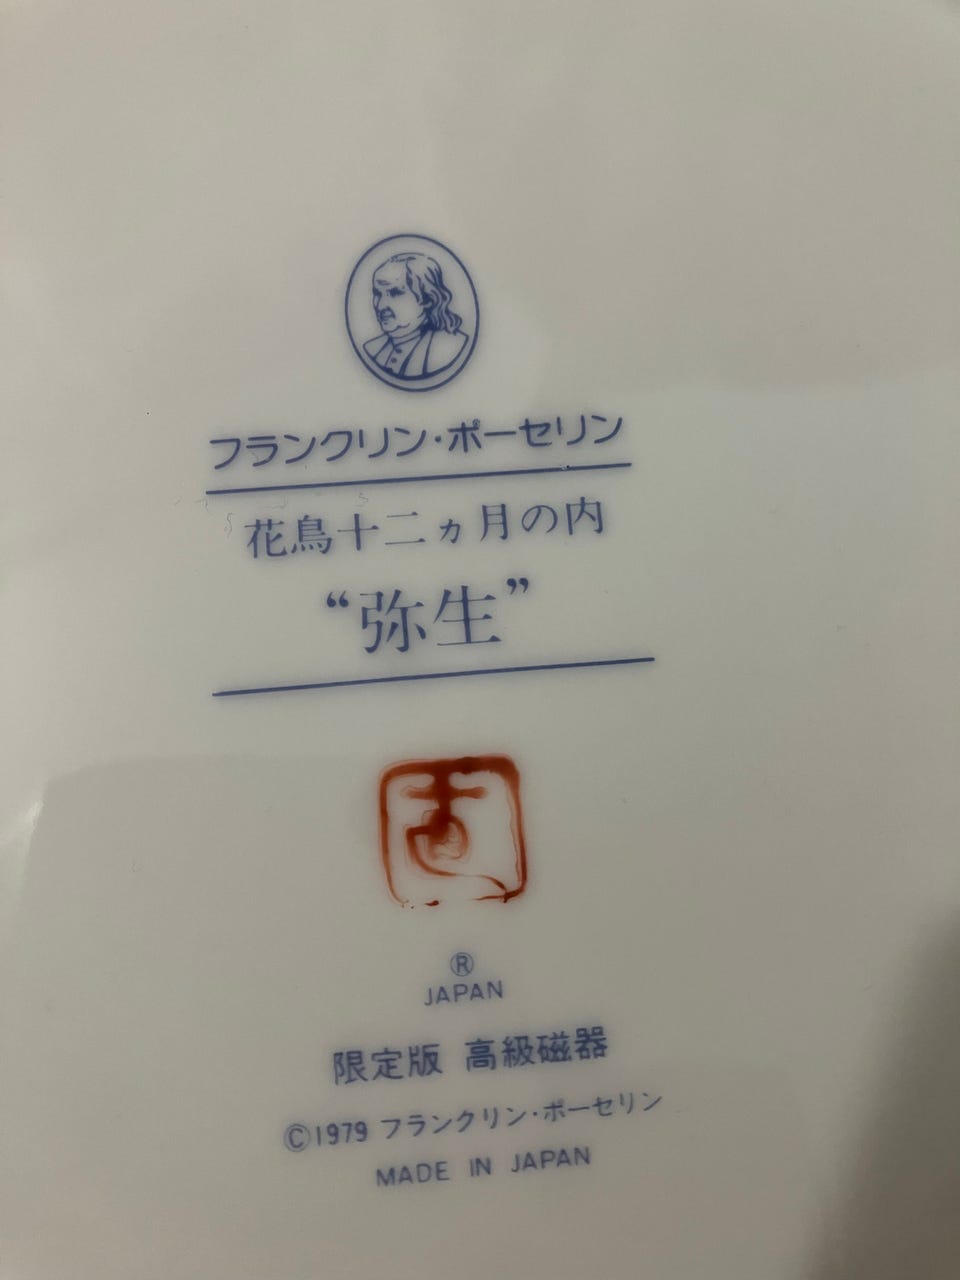 フランクリン・ポーセリン
花鳥十二ヵ月の内
“弥生”
®
JAPAN
限定版 高級磁器
©1979 フランクリン・ポーセリン
MADE IN JAPAN